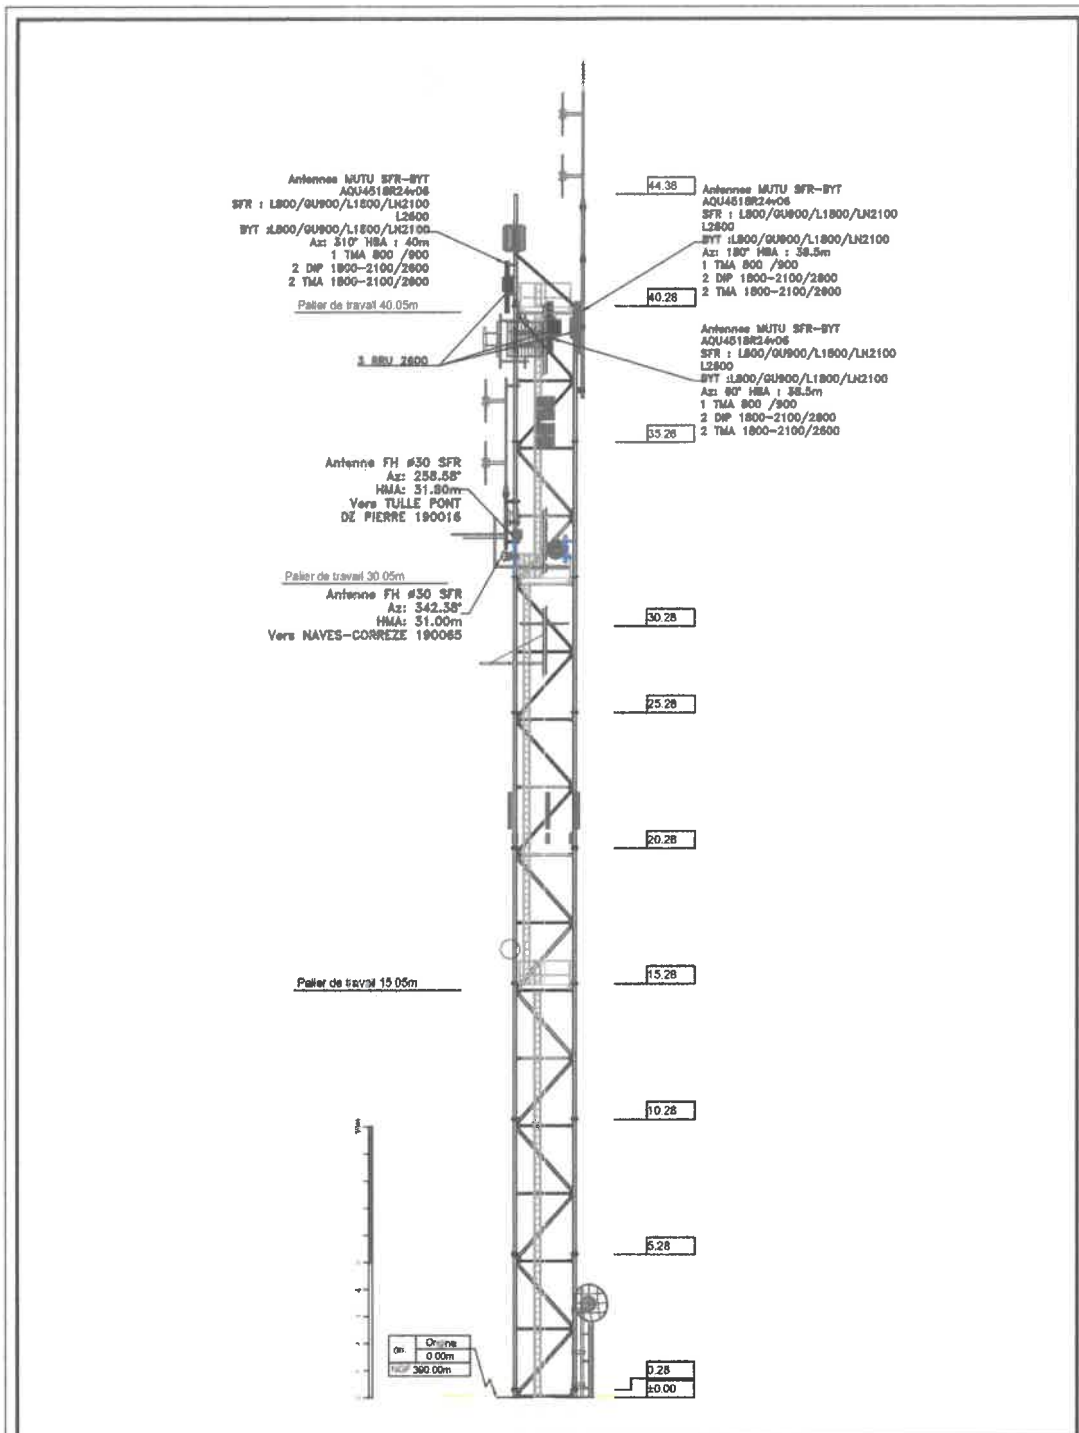 44.38
Antennes MUTU SFR-BYT
AQU4518R24v06
SFR : L800/GU900/L1800/LN2100
L2600
BYT :L800/GU900/L1800/LN2100
Az: 310° HBA : 40m
1 TMA 800 /900
2 DIP 1800-2100/2600
2 TMA 1800-2100/2600
Palier de travail 40.05m
3 RRU 2600
Antennes MUTU SFR-BYT
AQU4518R24v06
SFR : L800/GU900/L1800/LN2100
L2600
BYT :L800/GU900/L1800/LN2100
Az: 180° HBA : 38.5m
1 TMA 800 /900
2 DIP 1800-2100/2600
2 TMA 1800-2100/2600
40.28
Antennes MUTU SFR-BYT
AQU4518R24v06
SFR : L800/GU900/L1800/LN2100
L2600
BYT :L800/GU900/L1800/LN2100
HBA : 38.5m
1 TMA 800 /900
2 DIP 1800-2100/2600
2 TMA 1800-2100/2600
35.28
Antenne FH ø30 SFR
Az: 258.58°
HMA: 31.80m
Vers TULLE PONT
DE PIERRE 190016
Palier de travail 30.05m
Antenne FH ø30 SFR
Az: 342.38°
HMA: 31.00m
Vers NAVES-CORREZE 190065
30.28
25.28
20.28
15.28
Palier de travail 15.05m
10.28
5.28
4
Origine
0.00m
NGF 390.00m
0.28
±0.00